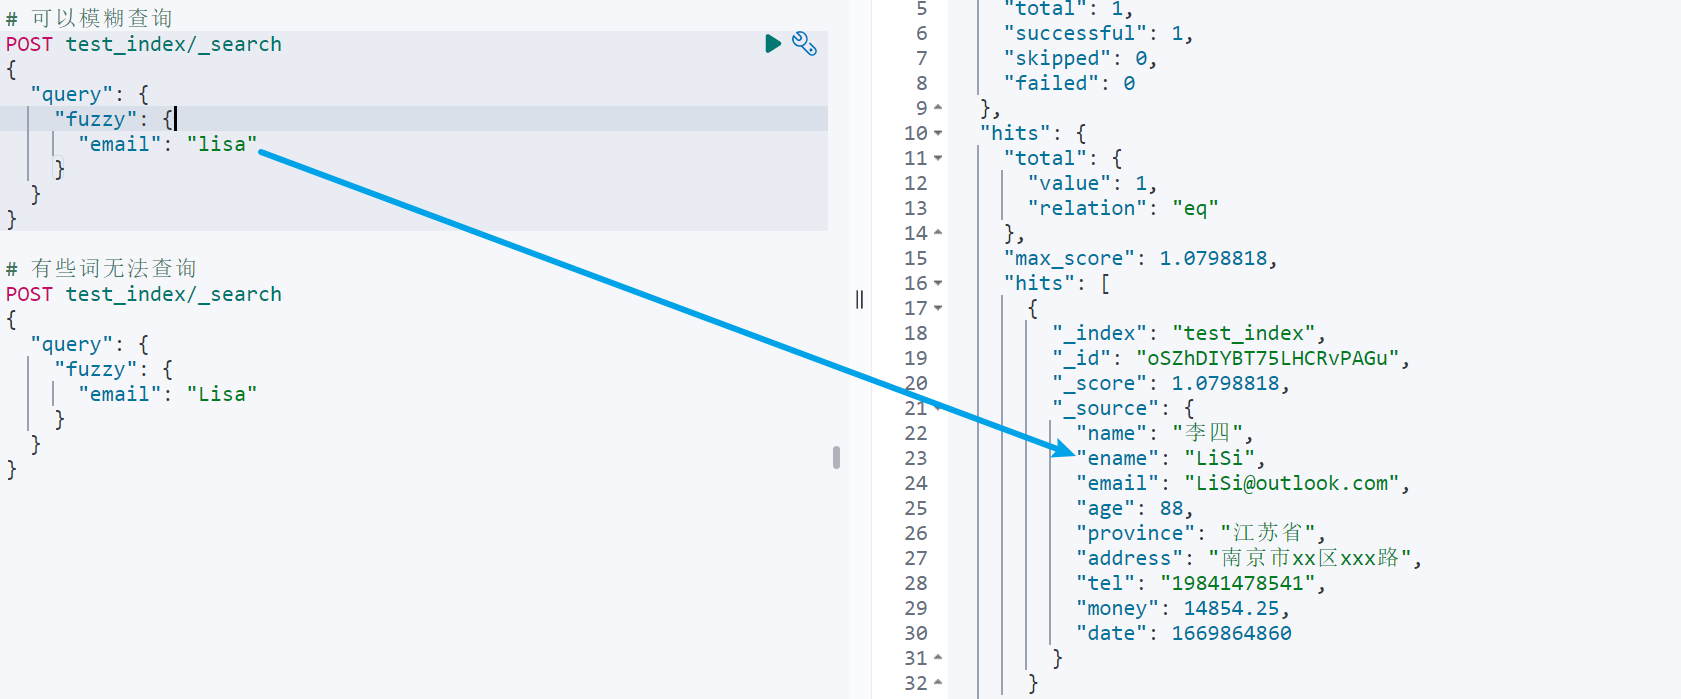 # 可以模糊查询
POST test_index/_search
{
  "query": {
    "fuzzy": {
      "email": "lisa"
    }
  }
}
# 有些词无法查询
POST test_index/_search
{
  "query": {
    "fuzzy": {
      "email": "Lisa"
    }
  }
}
5 "total": 1,
6 "successful": 1,
7 "skipped": 0,
8 "failed": 0
9 },
10 "hits": {
11 "total": {
12 "value": 1,
13 "relation": "eq"
14 },
15 "max_score": 1.0798818,
16 "hits": [
17 {
18 "_index": "test_index",
19 "_id": "oSZhDIYBT75LHCRvPAGu",
20 "_score": 1.0798818,
21 "_source": {
22 "name": "李四",
23 "ename": "LiSi",
24 "email": "LiSi@outlook.com",
25 "age": 88,
26 "province": "江苏省",
27 "address": "南京市xx区xxx路",
28 "tel": "19841478541",
29 "money": 14854.25,
30 "date": 1669864860
31 }
32 }